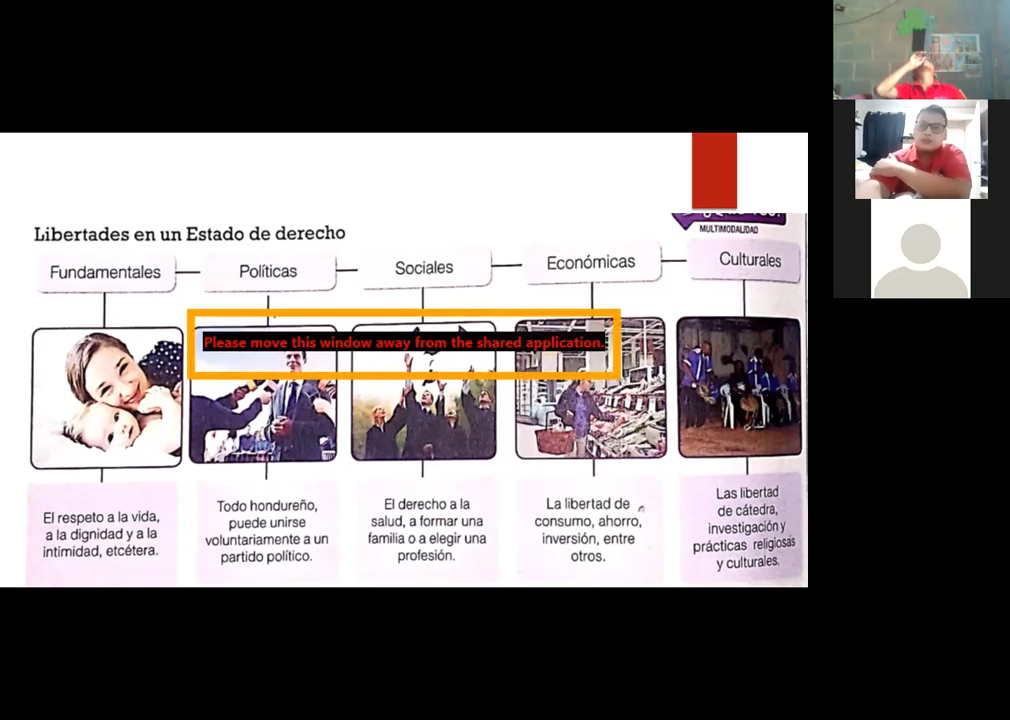 MULTIMODALIDAD
Libertades en un Estado de derecho
Fundamentales
Políticas
Sociales
Económicas
Culturales
Please move this window away from the shared application.
El respeto a la vida,
a la dignidad y a la
intimidad, etcétera.
Todo hondureño,
puede unirse
voluntariamente a un
partido político.
El derecho a la
salud, a formar una
familia o a elegir una
profesión.
La libertad de
consumo, ahorro,
inversión, entre
otros.
Las libertad
de cátedra,
investigación y
prácticas religiosas
y culturales.